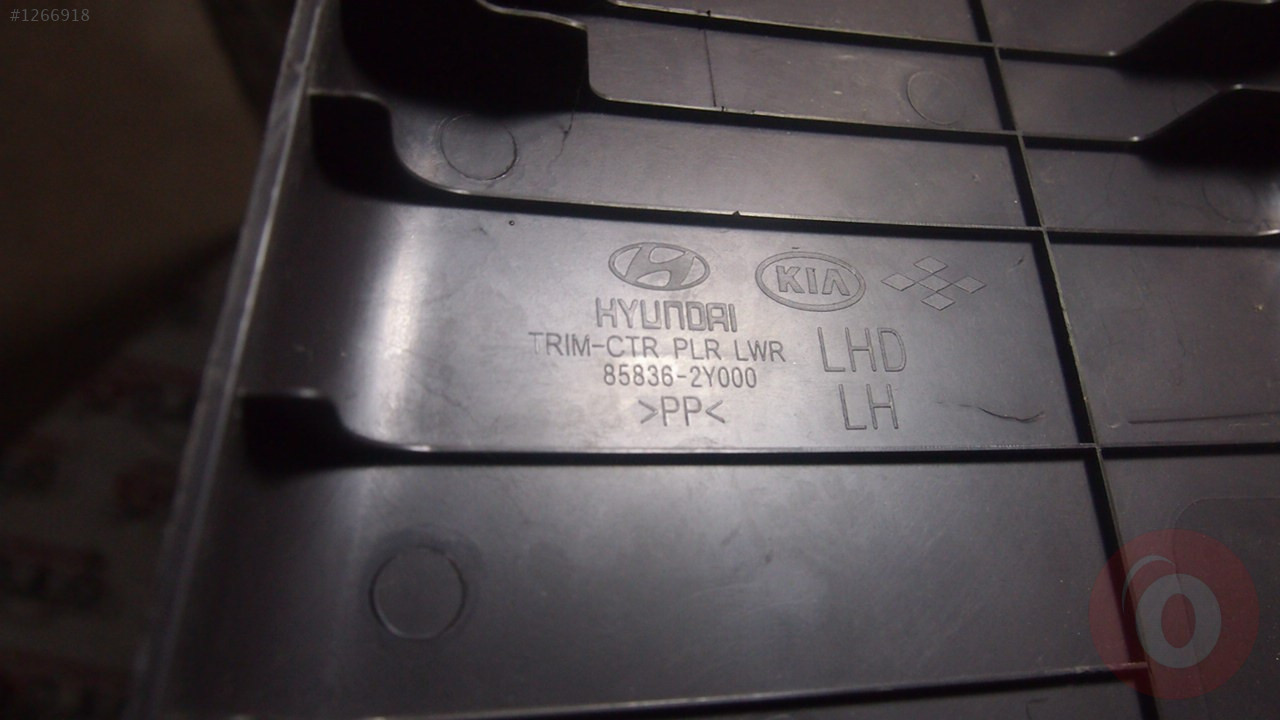 #1266918
HYUNDAI
KIA
TRIM-CTR PLR LWR
LHD
85836-2Y000
>PP<
LH